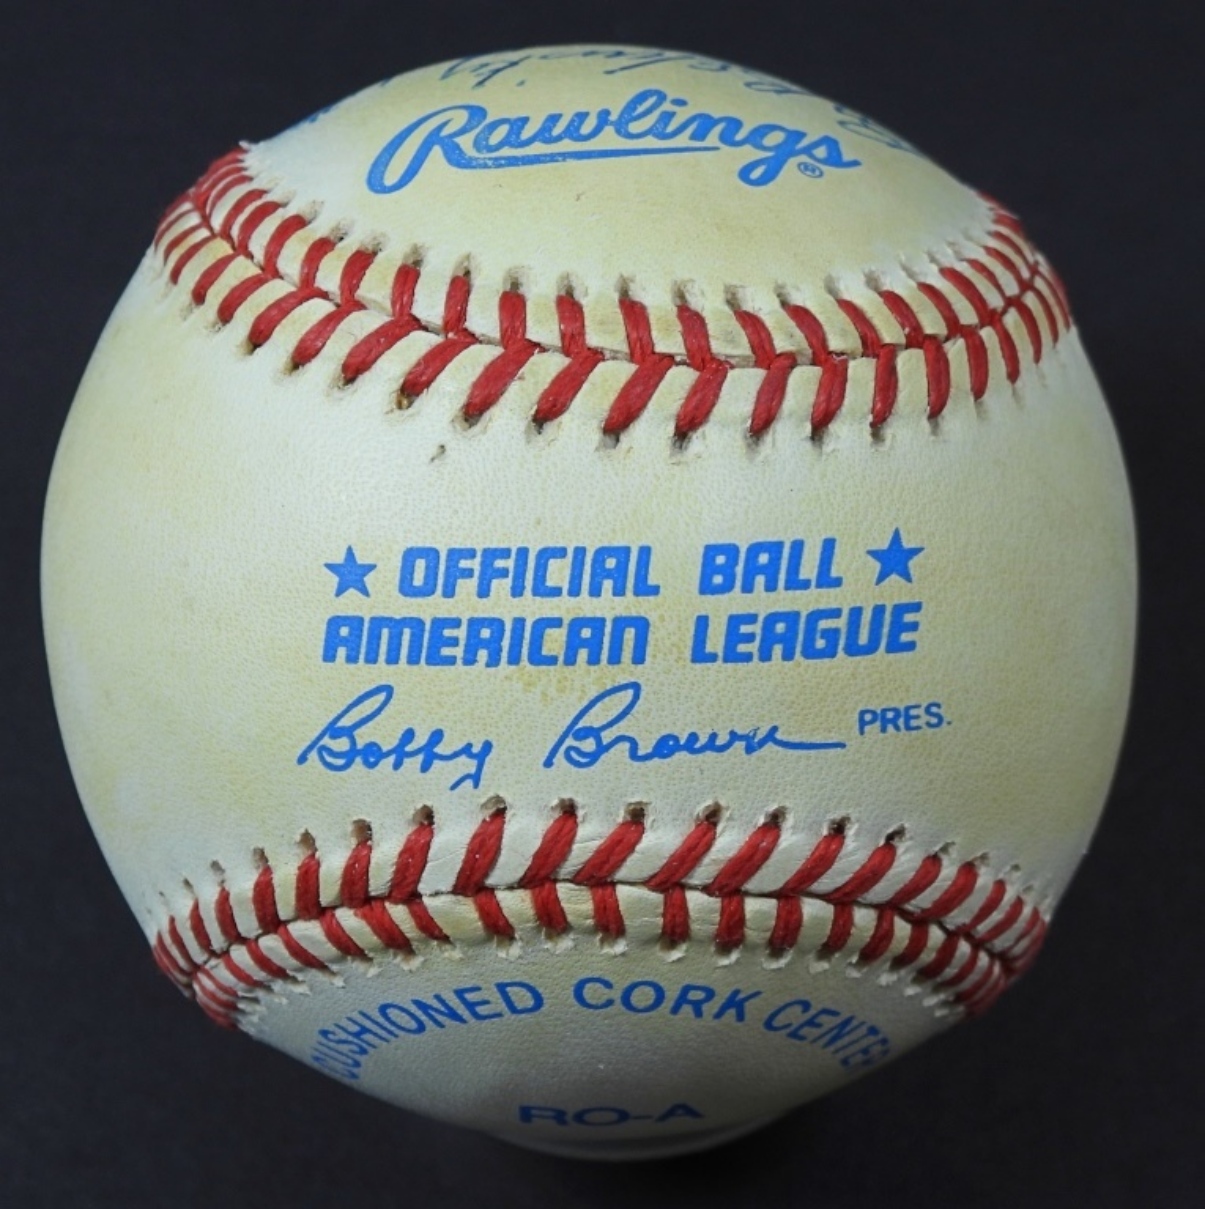 Rawlings®
★ OFFICIAL BALL ★
AMERICAN LEAGUE
Bobby Brown PRES.
CUSHIONED CORK CENTER
RO-A